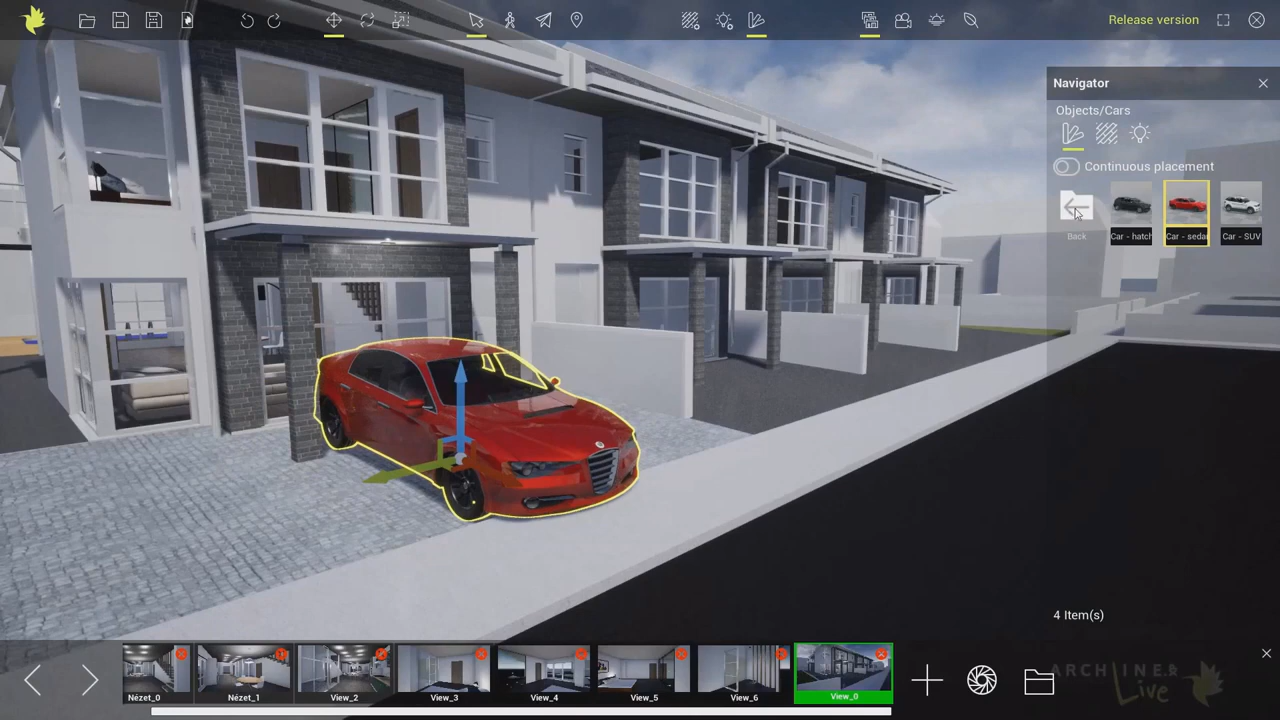 Release version
Navigator
Objects/Cars
Continuous placement
Back
Car - hatch
Car - sedan
Car - SUV
4 Item(s)
Nézet_0
Nézet_1
View_2
View_3
View_4
View_5
View_6
View_0
ARCHLINE.XP
Live